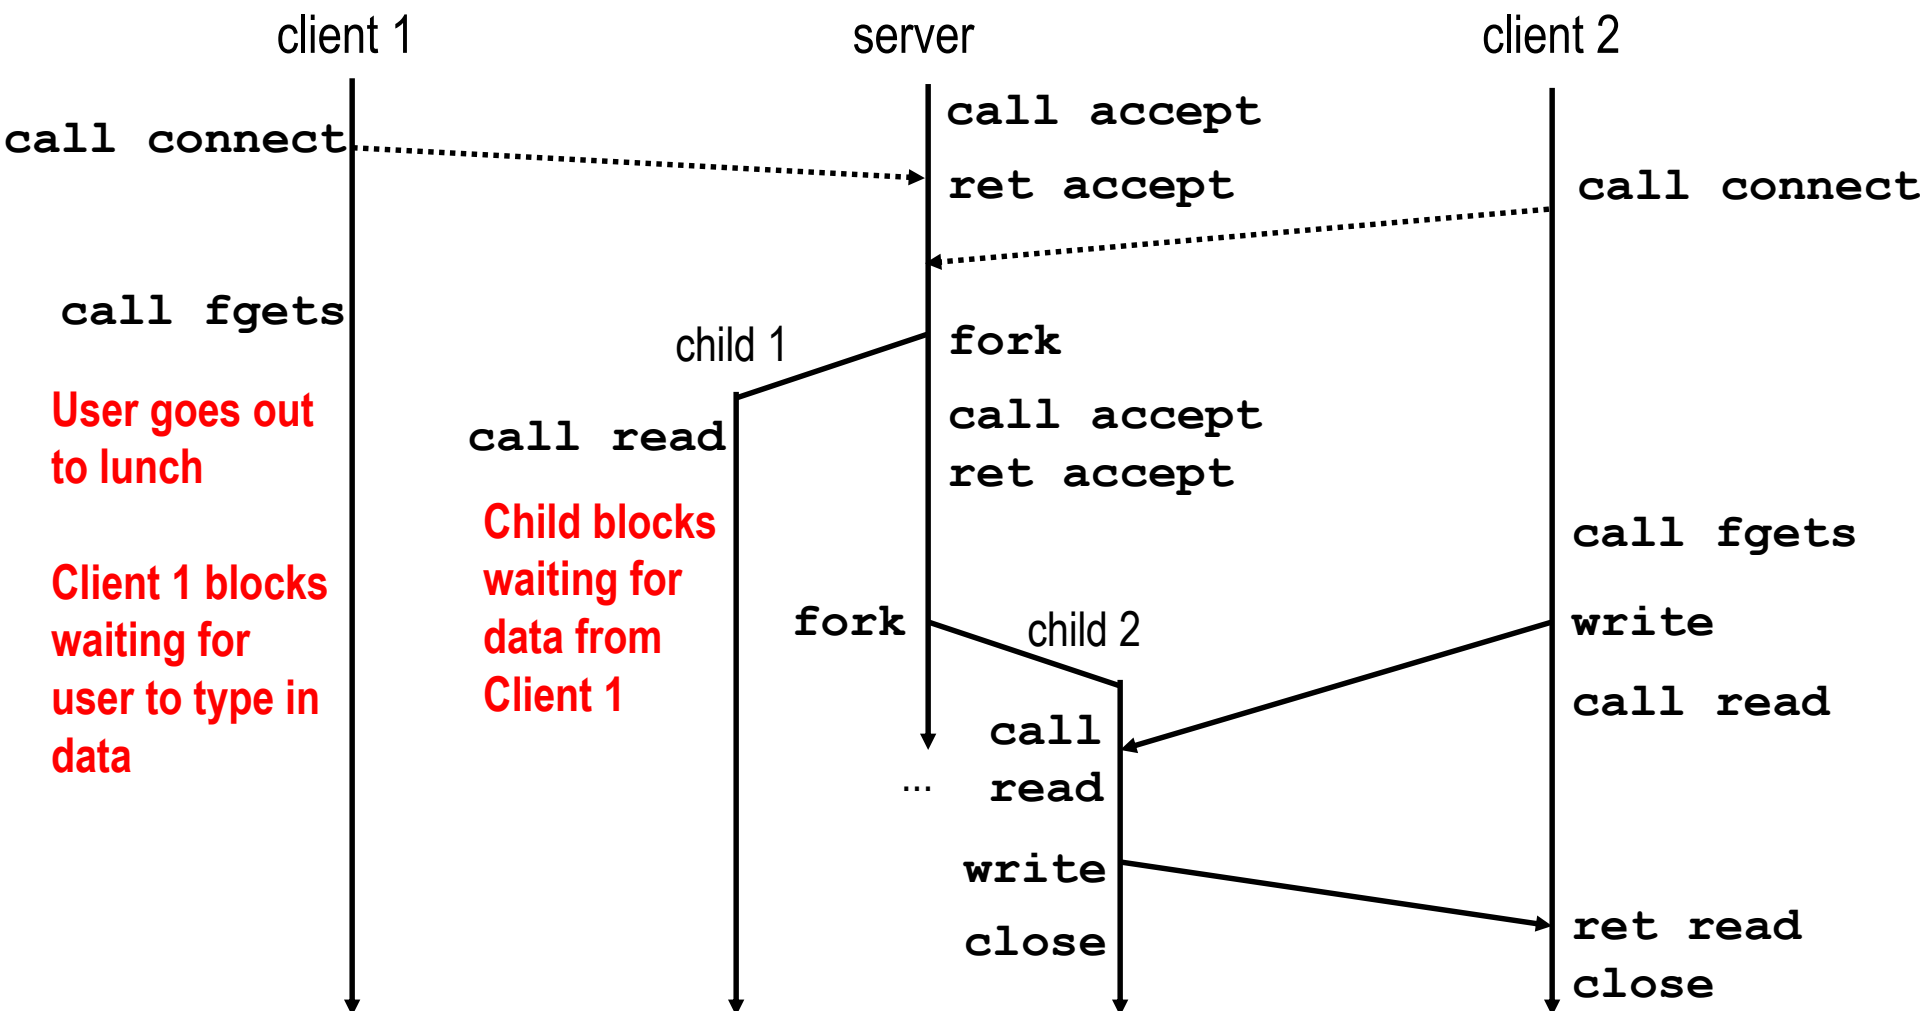 client 1
server
client 2
call connect
call accept
ret accept
call connect
call fgets
child 1
fork
call accept
ret accept
call read
User goes out
to lunch
Client 1 blocks
waiting for
user to type in
data
Child blocks
waiting for
data from
Client 1
fork
child 2
call fgets
write
call read
call
read
...
write
close
ret read
close